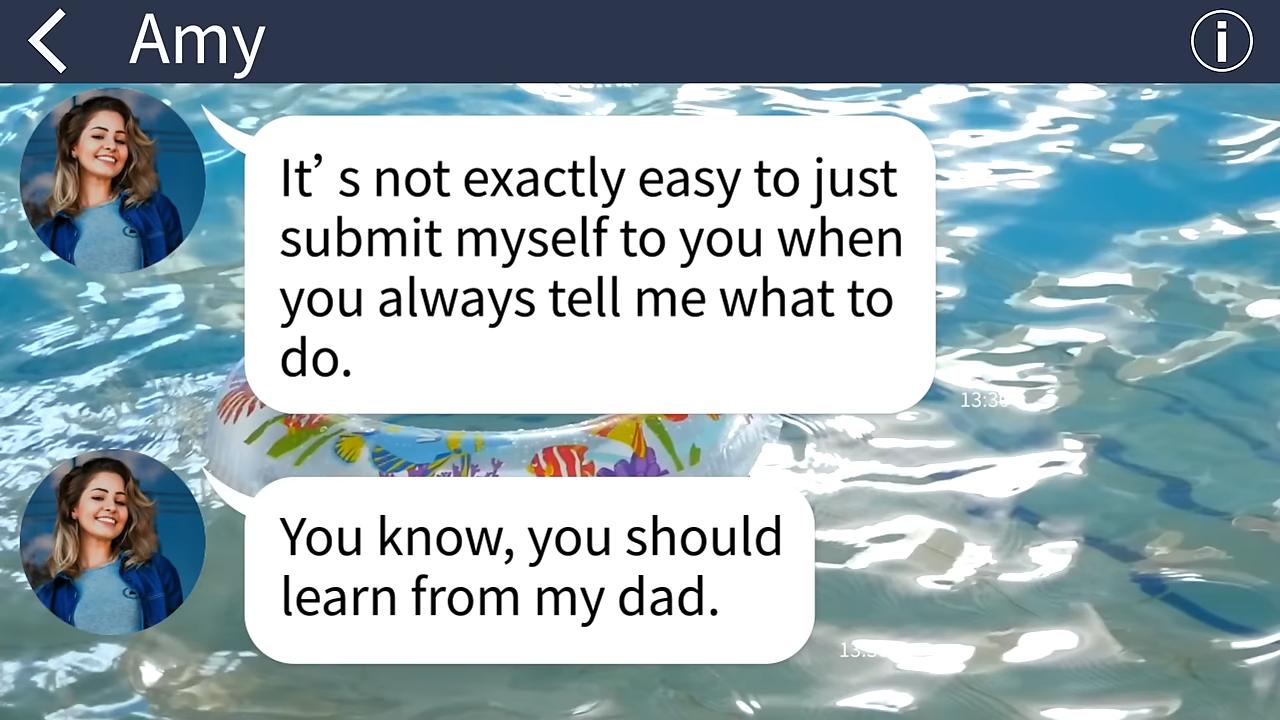 Amy
It’ s not exactly easy to just
submit myself to you when
you always tell me what to
do.
You know, you should
learn from my dad.